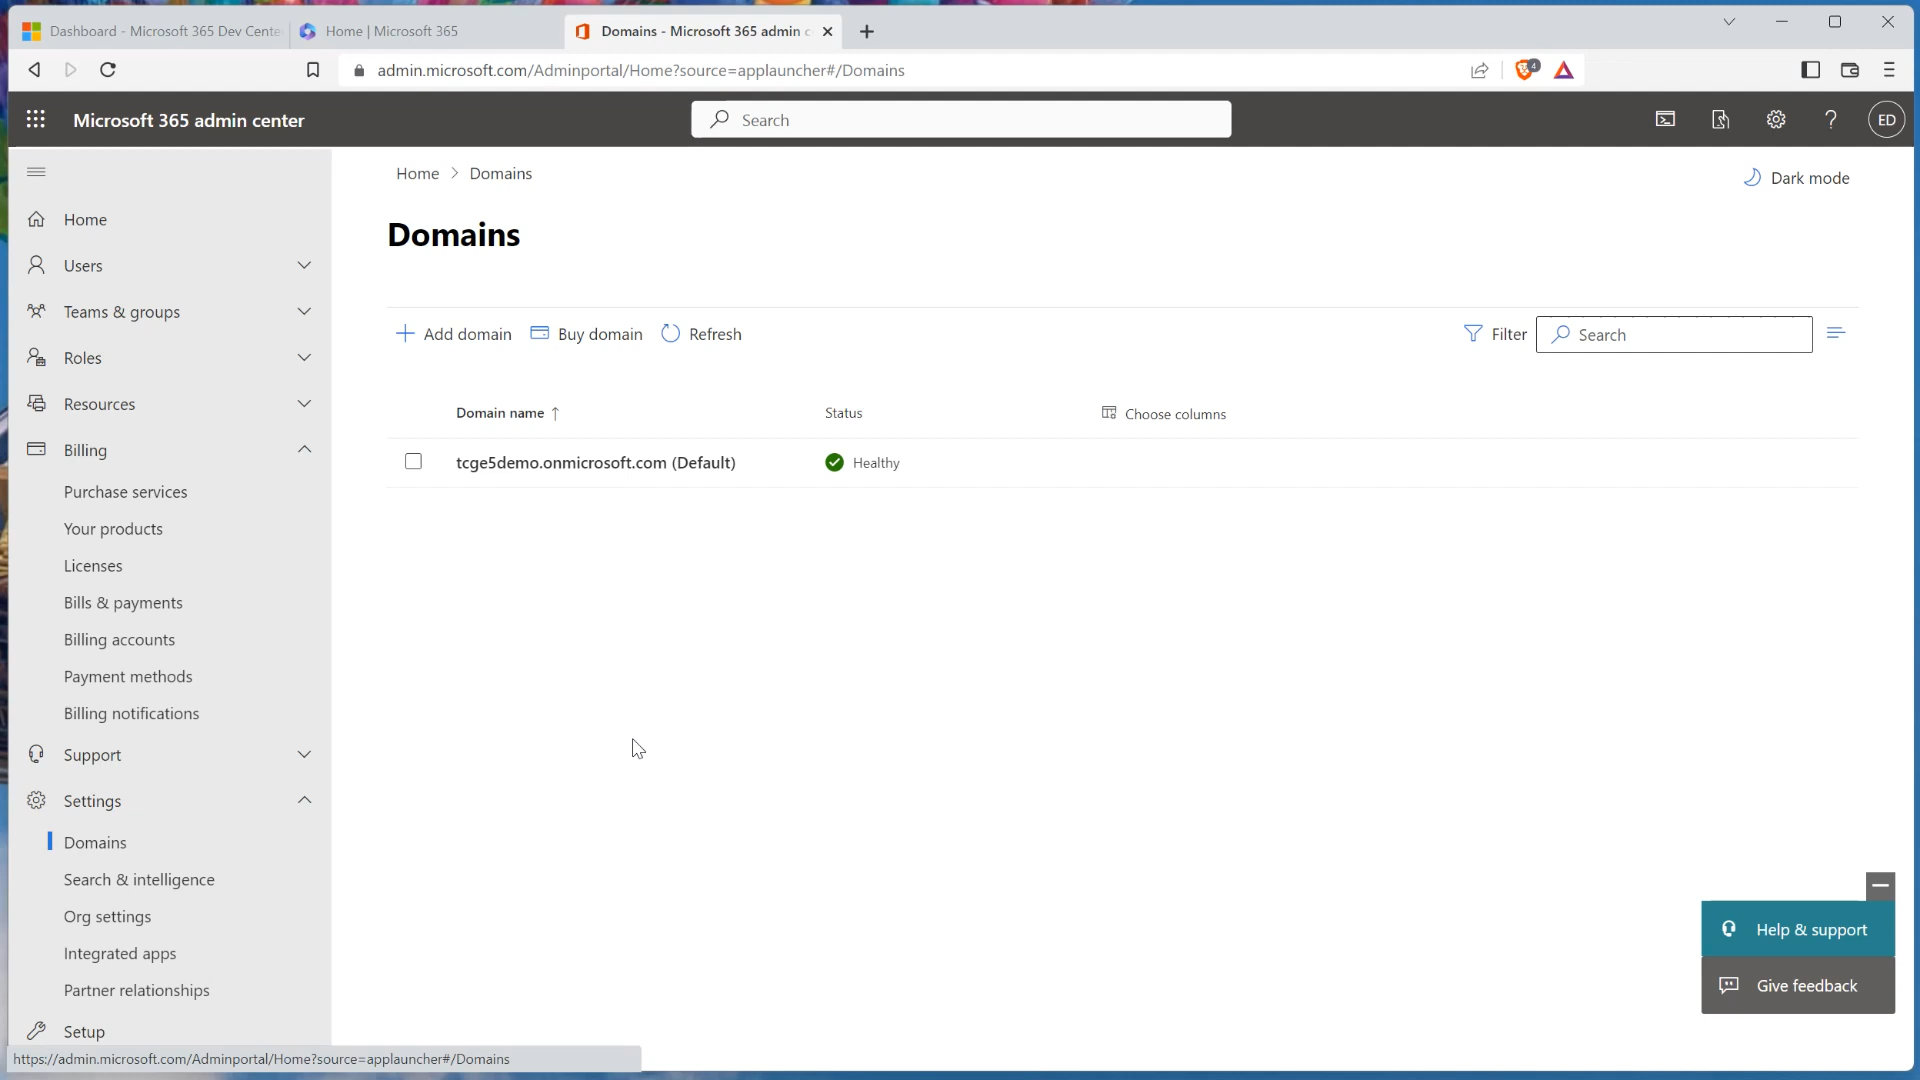 Dashboard - Microsoft 365 Dev Cente
Home | Microsoft 365
Domains - Microsoft 365 admin c
admin.microsoft.com/Adminportal/Home?source=applauncher#/Domains
4
Microsoft 365 admin center
Search
?
ED
Home > Domains
Dark mode
Domains
Add domain
Buy domain
Refresh
Filter
Search
Domain name ↑
Status
Choose columns
tcge5demo.onmicrosoft.com (Default)
Healthy
Home
Users
Teams & groups
Roles
Resources
Billing
Purchase services
Your products
Licenses
Bills & payments
Billing accounts
Payment methods
Billing notifications
Support
Settings
Domains
Search & intelligence
Org settings
Integrated apps
Partner relationships
Setup
Help & support
Give feedback
https://admin.microsoft.com/Adminportal/Home?source=applauncher#/Domains